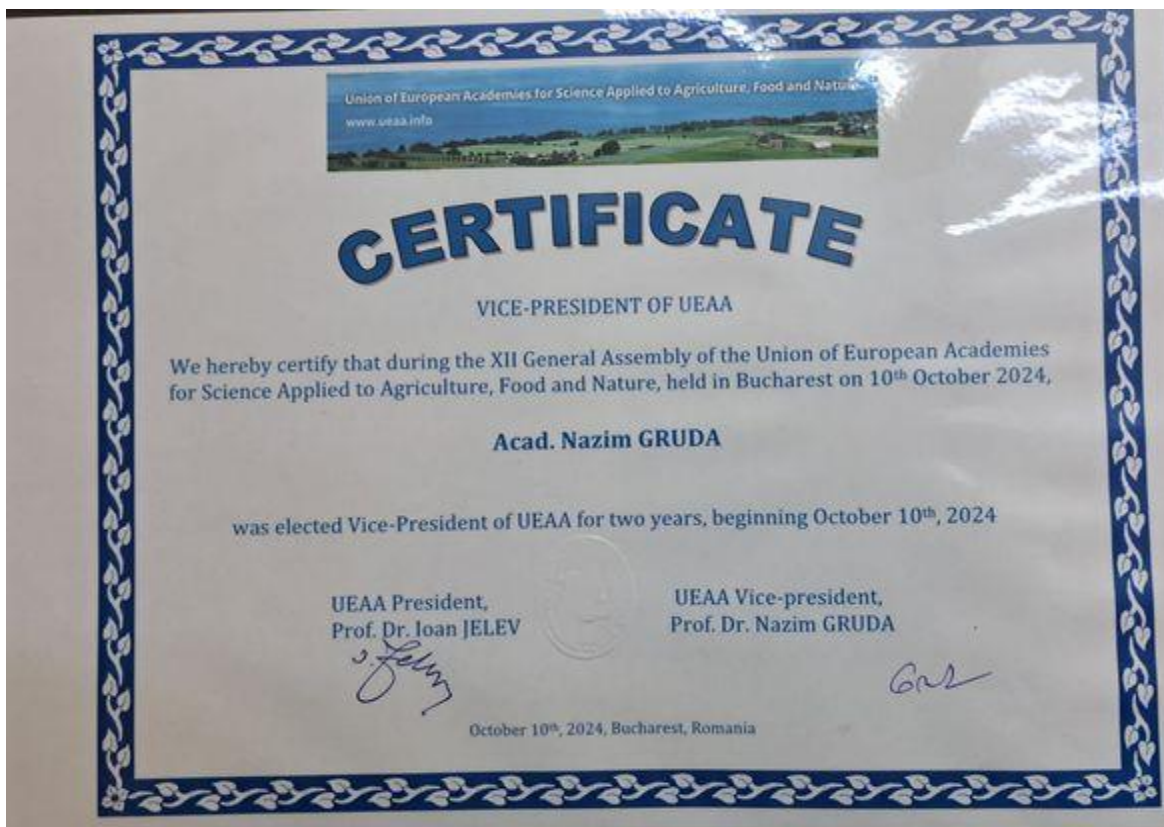 Union of European Academies for Science Applied to Agriculture, Food and
www.ueaa.info
CERTIFICATE
VICE-PRESIDENT OF UEAA
We hereby certify that during the XII General Assembly of the Union of European Academies
for Science Applied to Agriculture, Food and Nature, held in Bucharest on 10th October 2024,
Acad. Nazim GRUDA
was elected Vice-President of UEAA for two years, beginning October 10th, 2024
UEAA President,
Prof. Dr. Ioan JELEV
UEAA Vice-president,
Prof. Dr. Nazim GRUDA
October 10th, 2024, Bucharest, Romania